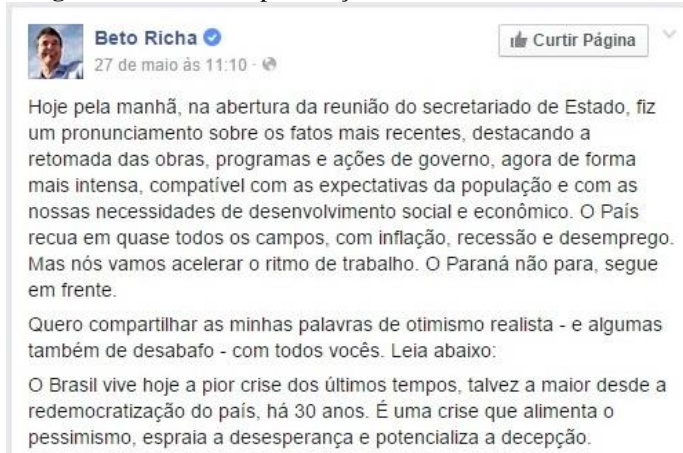 Beto Richa
Curtir Página
27 de maio às 11:10 ·
Hoje pela manhã, na abertura da reunião do secretariado de Estado, fiz
um pronunciamento sobre os fatos mais recentes, destacando a
retomada das obras, programas e ações de governo, agora de forma
mais intensa, compatível com as expectativas da população e com as
nossas necessidades de desenvolvimento social e econômico. O País
recua em quase todos os campos, com inflação, recessão e desemprego.
Mas nós vamos acelerar o ritmo de trabalho. O Paraná não para, segue
em frente.
Quero compartilhar as minhas palavras de otimismo realista - e algumas
também de desabafo - com todos vocês. Leia abaixo:
O Brasil vive hoje a pior crise dos últimos tempos, talvez a maior desde a
redemocratização do país, há 30 anos. É uma crise que alimenta o
pessimismo, espraia a desesperança e potencializa a decepção.